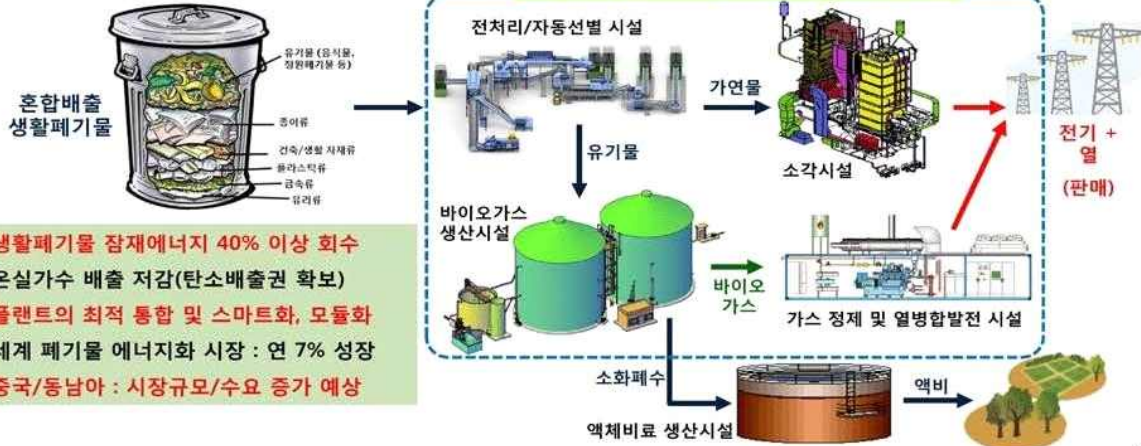 혼합배출
생활폐기물
유기물 (음식물,
정원폐기물 등)
종이류
건축/생활 자재류
플라스틱류
금속류
유리류
전처리/자동선별 시설
가연물
소각시설
전기 +
열
(판매)
유기물
바이오가스
생산시설
바이오
가스
가스 정제 및 열병합발전 시설
소화폐수
액체비료 생산시설
액비
생활폐기물 잠재에너지 40% 이상 회수
온실가수 배출 저감(탄소배출권 확보)
플랜트의 최적 통합 및 스마트화, 모듈화
세계 폐기물 에너지화 시장 : 연 7% 성장
중국/동남아 : 시장규모/수요 증가 예상